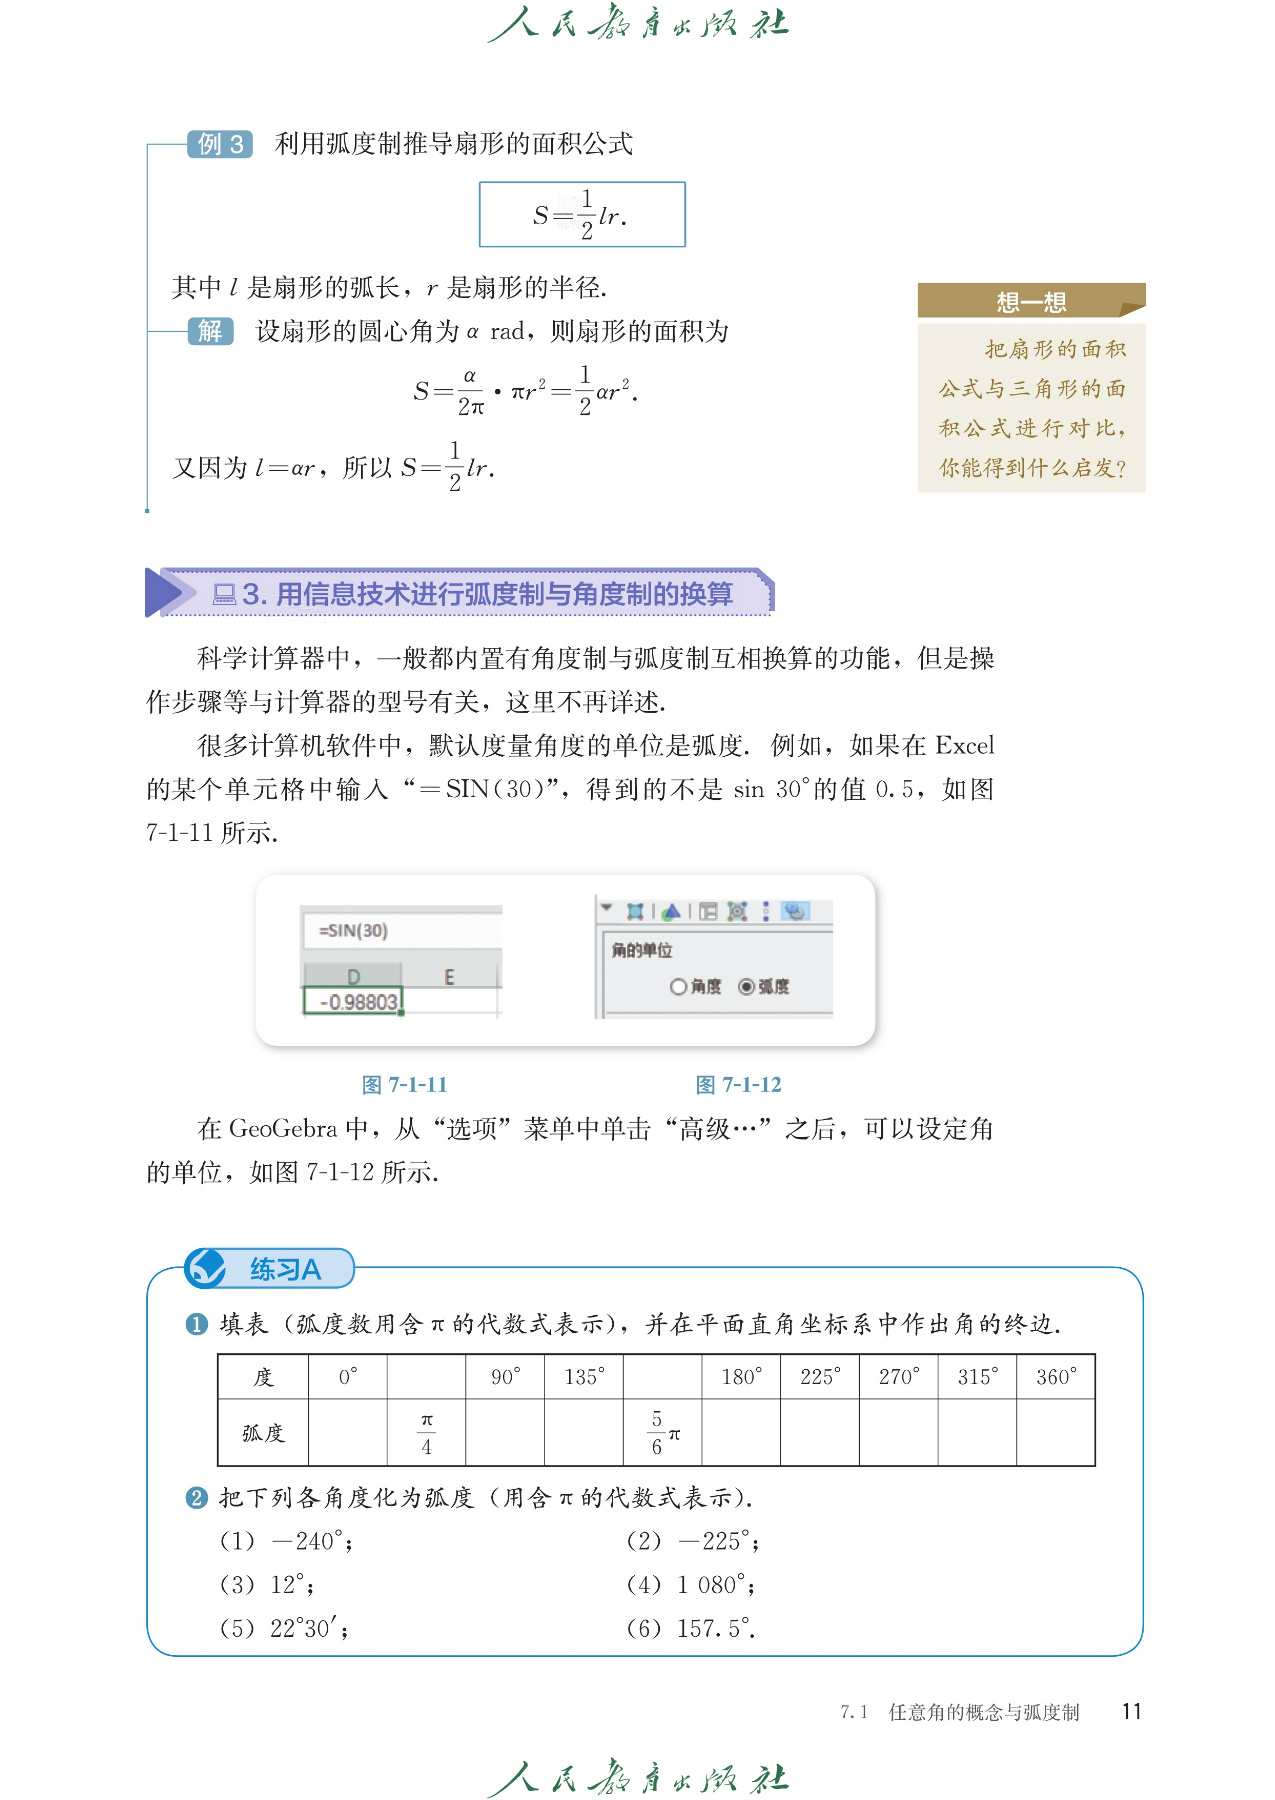 人民教育出版社
例 3 利用弧度制推导扇形的面积公式
S=\frac{1}{2}lr.
其中 l 是扇形的弧长，r 是扇形的半径.
解 设扇形的圆心角为 α rad，则扇形的面积为
S=\frac{α}{2π}·πr²=\frac{1}{2}αr².
又因为 l=αr，所以 S=\frac{1}{2}lr.
想一想
把扇形的面积
公式与三角形的面
积公式进行对比，
你能得到什么启发？
3. 用信息技术进行弧度制与角度制的换算
科学计算器中，一般都内置有角度制与弧度制互相换算的功能，但是操
作步骤等与计算器的型号有关，这里不再详述.
很多计算机软件中，默认度量角度的单位是弧度. 例如，如果在 Excel
的某个单元格中输入“=SIN(30)”，得到的不是 sin 30°的值 0.5，如图
7-1-11 所示.
=SIN(30)
D E
-0.98803
角的单位
角度 弧度
图 7-1-11 图 7-1-12
在 GeoGebra 中，从“选项”菜单中单击“高级…”之后，可以设定角
的单位，如图 7-1-12 所示.
练习A
❶ 填表（弧度数用含 π 的代数式表示），并在平面直角坐标系中作出角的终边.
度 0° 90° 135° 180° 225° 270° 315° 360°
弧度 \frac{π}{4} \frac{5}{6}π
❷ 把下列各角度化为弧度（用含 π 的代数式表示）.
（1）−240°； （2）−225°；
（3）12°； （4）1 080°；
（5）22°30′； （6）157.5°.
7.1 任意角的概念与弧度制 11
人民教育出版社